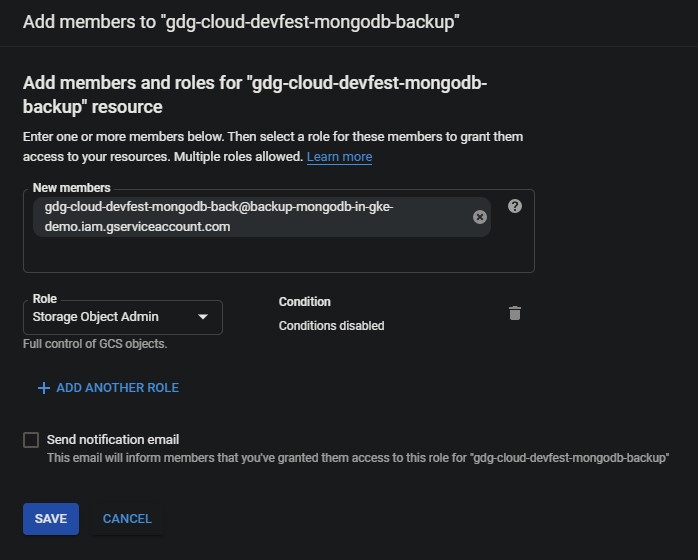 Add members to "gdg-cloud-devfest-mongodb-backup"
Add members and roles for "gdg-cloud-devfest-mongodb-
backup" resource
Enter one or more members below. Then select a role for these members to grant them
access to your resources. Multiple roles allowed. Learn more
New members
gdg-cloud-devfest-mongodb-back@backup-mongodb-in-gke-
demo.iam.gserviceaccount.com
Role
Condition
Storage Object Admin
Conditions disabled
Full control of GCS objects.
ADD ANOTHER ROLE
Send notification email
This email will inform members that you've granted them access to this role for "gdg-cloud-devfest-mongodb-backup"
SAVE CANCEL